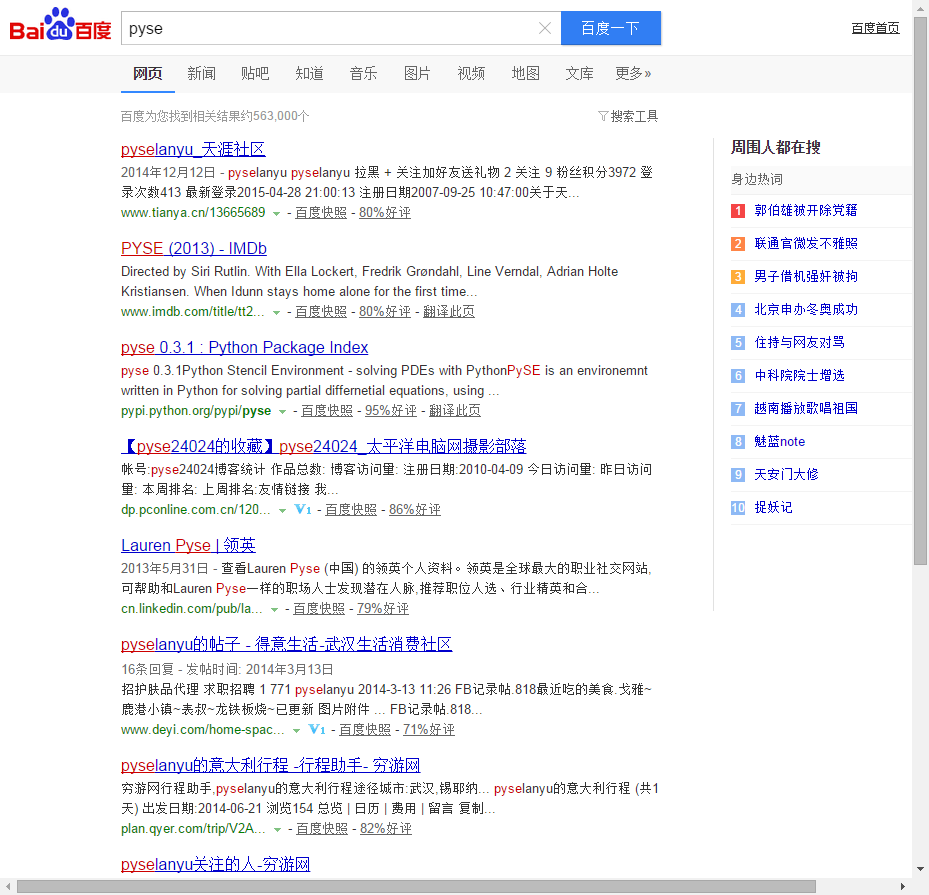 Bai du 百度
pyse
百度一下
百度首页
网页 新闻 贴吧 知道 音乐 图片 视频 地图 文库 更多»
百度为您找到相关结果约563,000个
搜索工具
pyselanyu_天涯社区
2014年12月12日 - pyselanyu pyselanyu 拉黑 + 关注加好友送礼物 2 关注 9 粉丝积分3972 登
录次数413 最新登录2015-04-28 21:00:13 注册日期2007-09-25 10:47:00关于天...
www.tianya.cn/13665689 - 百度快照 - 80%好评
PYSE (2013) - IMDb
Directed by Siri Rutlin. With Ella Lockert, Fredrik Grøndahl, Line Verndal, Adrian Holte
Kristiansen. When Idunn stays home alone for the first time...
www.imdb.com/title/tt2... - 百度快照 - 80%好评 - 翻译此页
pyse 0.3.1 : Python Package Index
pyse 0.3.1Python Stencil Environment - solving PDEs with PythonPySE is an environemnt
written in Python for solving partial differnetial equations, using ...
pypi.python.org/pypi/pyse - 百度快照 - 95%好评 - 翻译此页
【pyse24024的收藏】pyse24024_太平洋电脑网摄影部落
帐号:pyse24024博客统计 作品总数: 博客访问量: 注册日期:2010-04-09 今日访问量: 昨日访问
量: 本周排名: 上周排名:友情链接 我...
dp.pconline.com.cn/120... V1 - 百度快照 - 86%好评
Lauren Pyse | 领英
2013年5月31日 - 查看Lauren Pyse (中国) 的领英个人资料。领英是全球最大的职业社交网站,
可帮助和Lauren Pyse一样的职场人士发现潜在人脉,推荐职位人选、行业精英和合...
cn.linkedin.com/pub/la... - 百度快照 - 79%好评
pyselanyu的帖子 - 得意生活-武汉生活消费社区
16条回复 - 发帖时间: 2014年3月13日
招护肤品代理 求职招聘 1 771 pyselanyu 2014-3-13 11:26 FB记录帖.818最近吃的美食.戈雅~
鹿港小镇~表叔~龙铁板烧~已更新 图片附件 ... FB记录帖.818...
www.deyi.com/home-spac... V1 - 百度快照 - 71%好评
pyselanyu的意大利行程 -行程助手- 穷游网
穷游网行程助手,pyselanyu的意大利行程途径城市:武汉,锡耶纳... pyselanyu的意大利行程 (共1
天) 出发日期:2014-06-21 浏览154 总览 | 日历 | 费用 | 留言 复制...
plan.qyer.com/trip/V2A... - 百度快照 - 82%好评
pyselanyu关注的人-穷游网
周围人都在搜
身边热词
1 郭伯雄被开除党籍
2 联通官微发不雅照
3 男子借机强奸被拘
4 北京申办冬奥成功
5 住持与网友对骂
6 中科院院士增选
7 越南播放歌唱祖国
8 魅蓝note
9 天安门大修
10 捉妖记